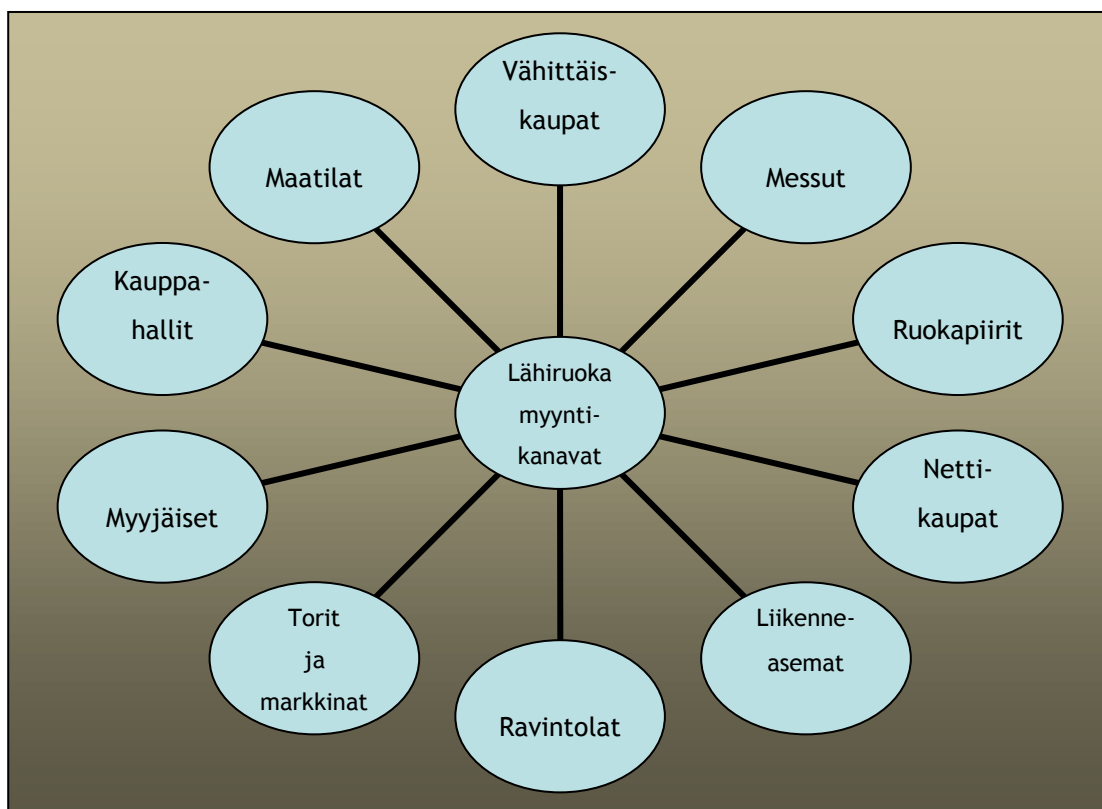 Vähittäis-
kaupat
Maatilat
Messut
Kauppa-
hallit
Ruokapiirit
Lähiruoka
myynti-
kanavat
Myyjäiset
Netti-
kaupat
Torit
ja
markkinat
Liikenne-
asemat
Ravintolat